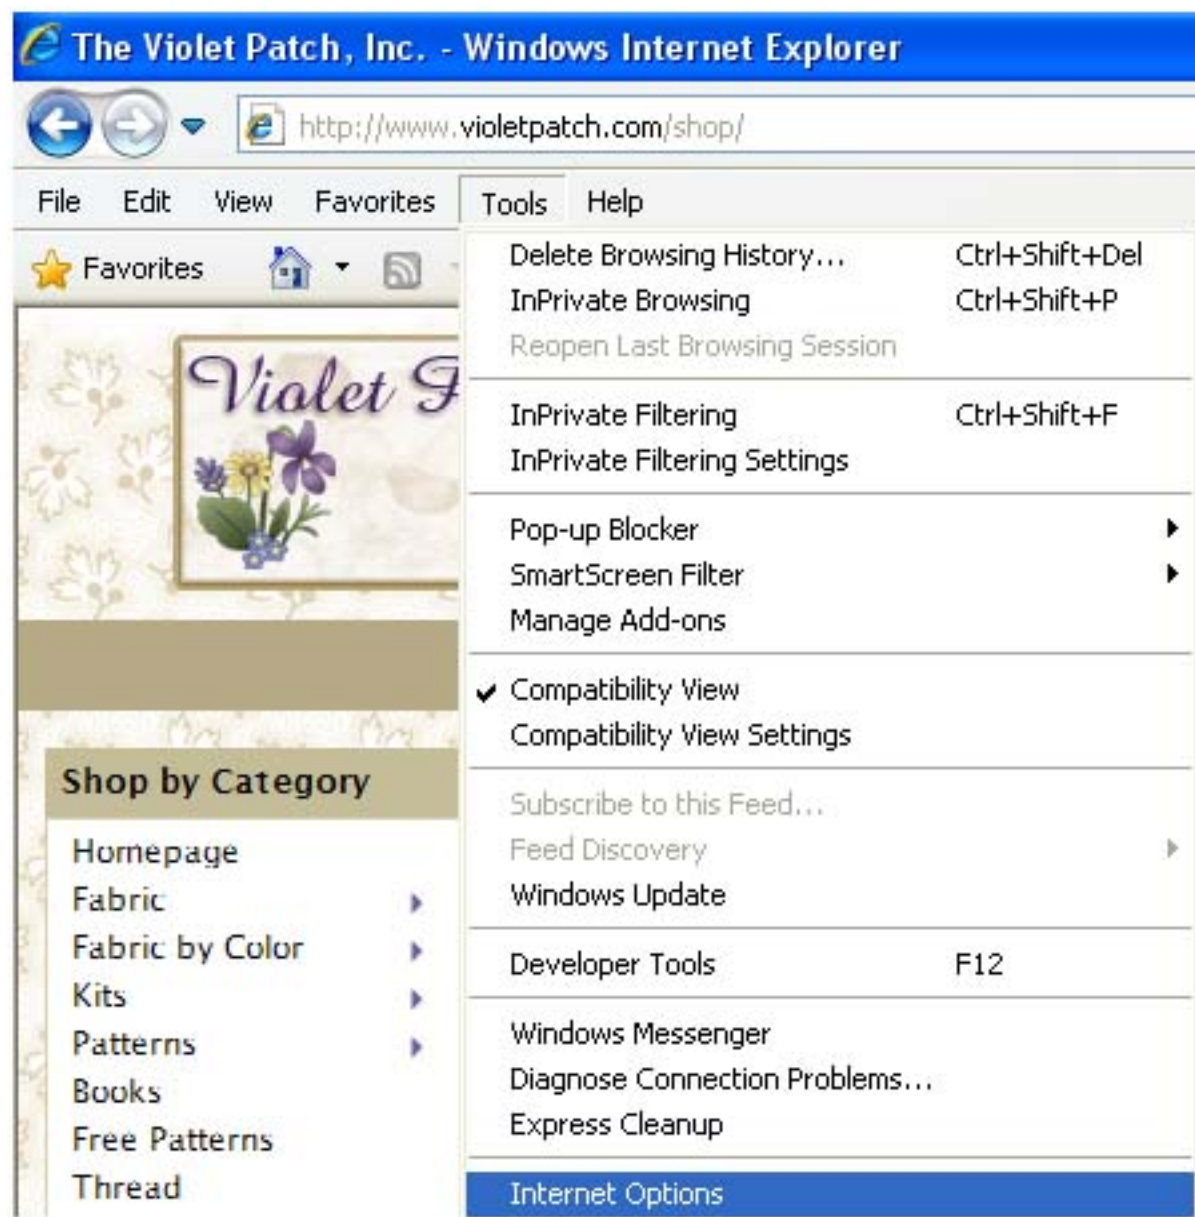 The Violet Patch, Inc. - Windows Internet Explorer
http://www.violetpatch.com/shop/
File Edit View Favorites Tools Help
Favorites
Delete Browsing History... Ctrl+Shift+Del
InPrivate Browsing Ctrl+Shift+P
Reopen Last Browsing Session
InPrivate Filtering Ctrl+Shift+F
InPrivate Filtering Settings
Pop-up Blocker
SmartScreen Filter
Manage Add-ons
Compatibility View
Compatibility View Settings
Subscribe to this Feed...
Feed Discovery
Windows Update
Developer Tools F12
Windows Messenger
Diagnose Connection Problems...
Express Cleanup
Internet Options
Violet
Shop by Category
Homepage
Fabric
Fabric by Color
Kits
Patterns
Books
Free Patterns
Thread